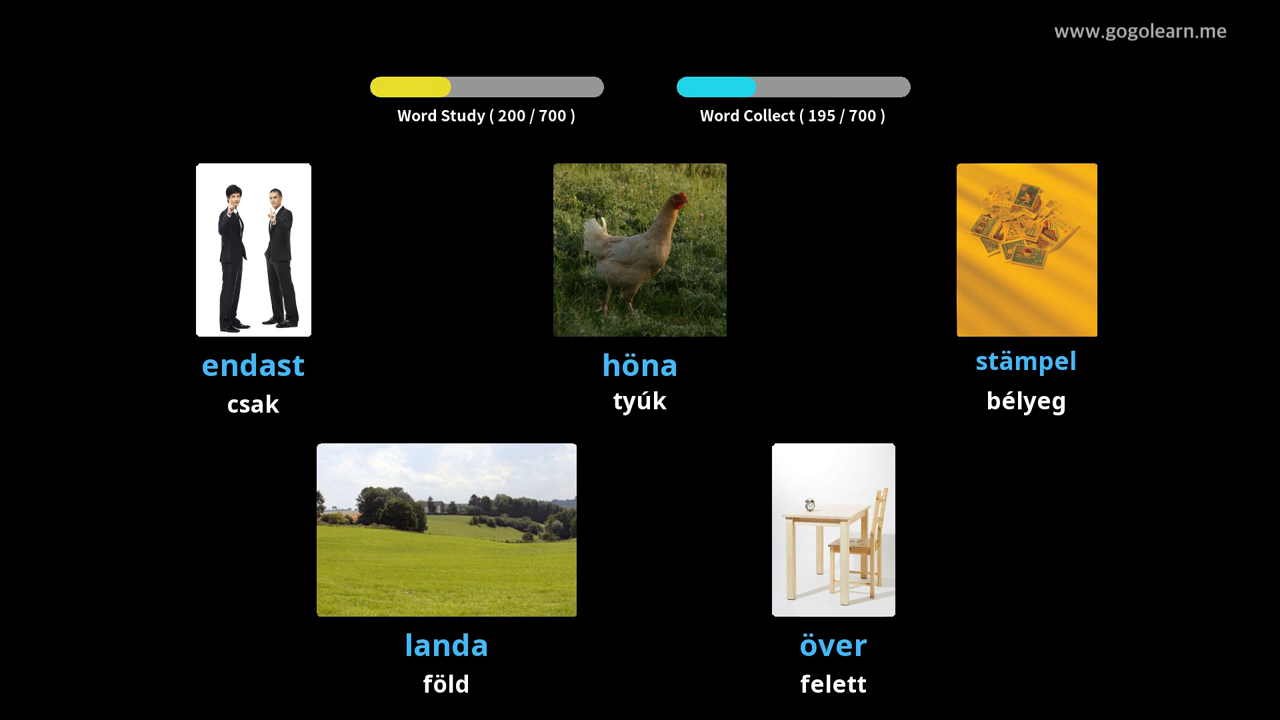 www.gogolearn.me
Word Study ( 200 / 700 )
Word Collect ( 195 / 700 )
endast
csak
höna
tyúk
stämpel
bélyeg
landa
föld
över
felett